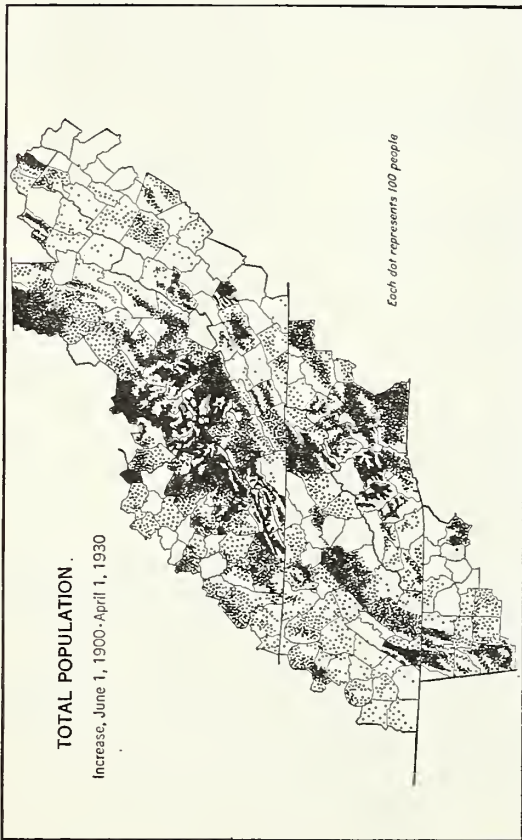 TOTAL POPULATION.
Increase, June 1, 1900-April 1, 1930
Each dot represents 100 people